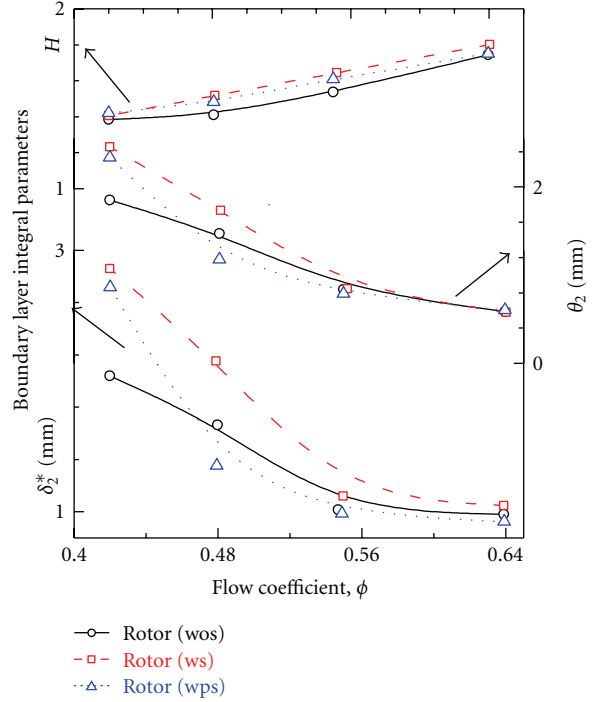 2
H
1
Boundary layer integral parameters
3
δ₂* (mm)
1
2
θ₂ (mm)
0
0.4 0.48 0.56 0.64
Flow coefficient, ϕ
Rotor (wos)
Rotor (ws)
Rotor (wps)